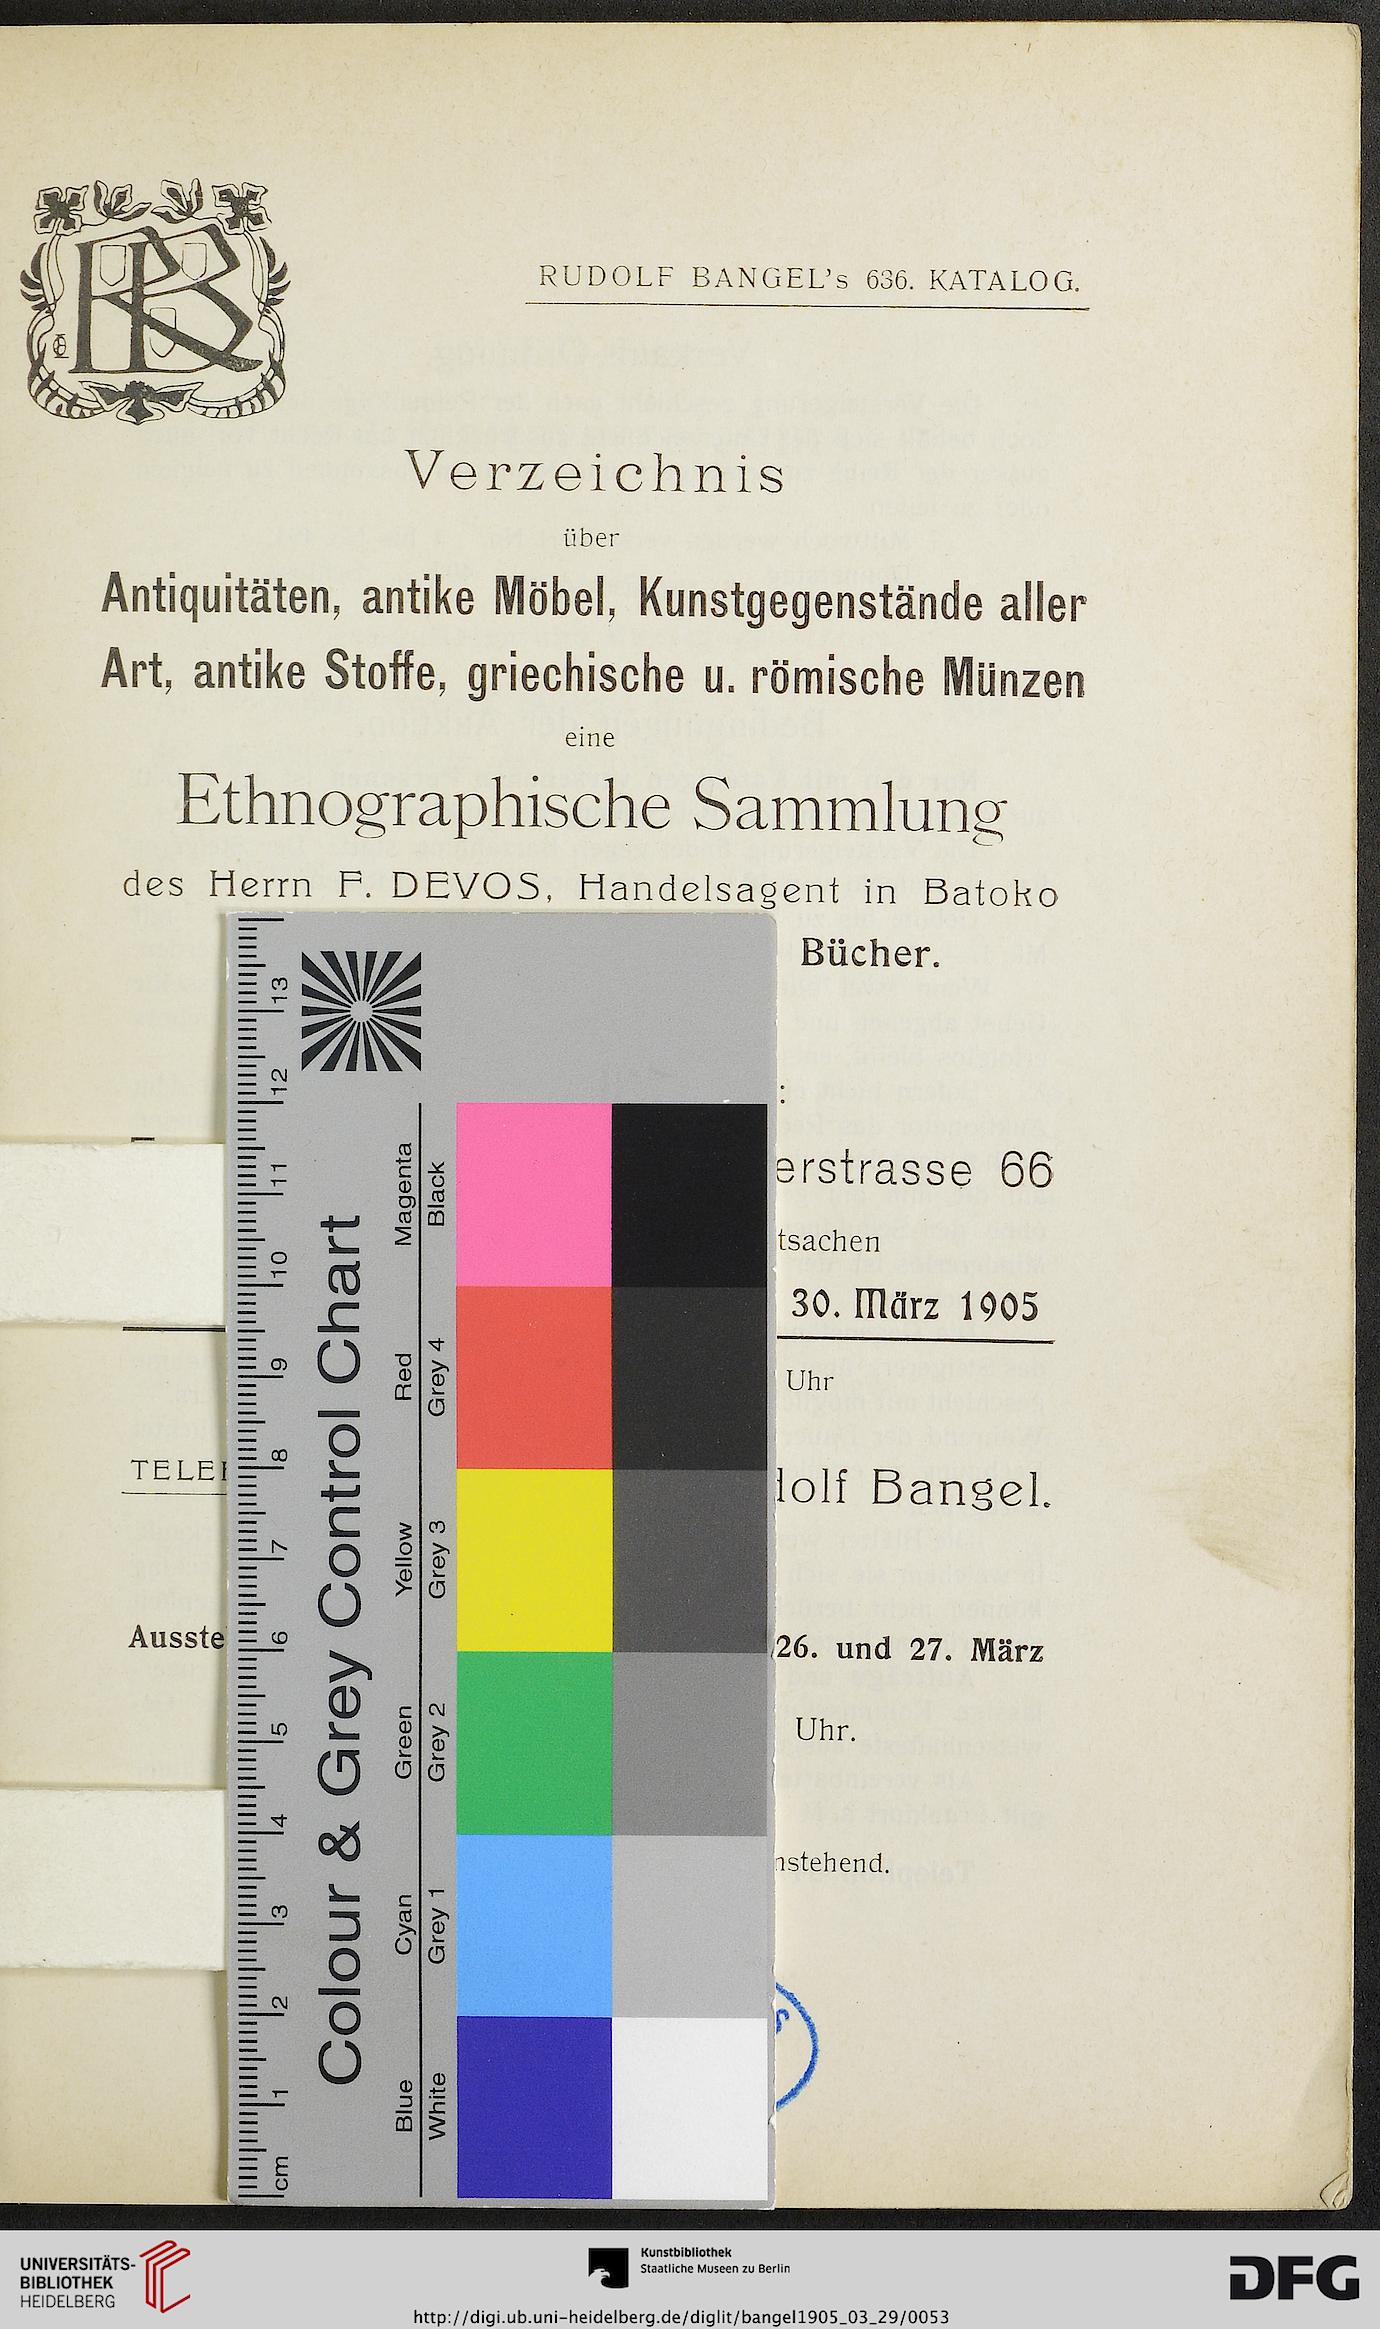 RUDOLF BANGEL's 636. KATALOG.
Verzeichnis
über
Antiquitäten, antike Möbel, Kunstgegenstände aller
Art, antike Stoffe, griechische u. römische Münzen
eine
Ethnographische Sammlung
des Herrn F. DEVOS, Handelsagent in Batoko
Bücher.
:
erstrasse 66
tsachen
30. März 1905
Uhr
TELE
dolf Bangel.
Ausste
26. und 27. März
Uhr.
nstehend.
Colour & Grey Control Chart
Magenta
Black
Red
Grey 4
Yellow
Grey 3
Green
Grey 2
Cyan
Grey 1
Blue
White
13
12
11
10
9
8
7
6
5
4
3
2
1
cm
UNIVERSITÄTS-
BIBLIOTHEK
HEIDELBERG
Kunstbibliothek
Staatliche Museen zu Berlin
DFG
http://digi.ub.uni-heidelberg.de/diglit/bangel1905_03_29/0053